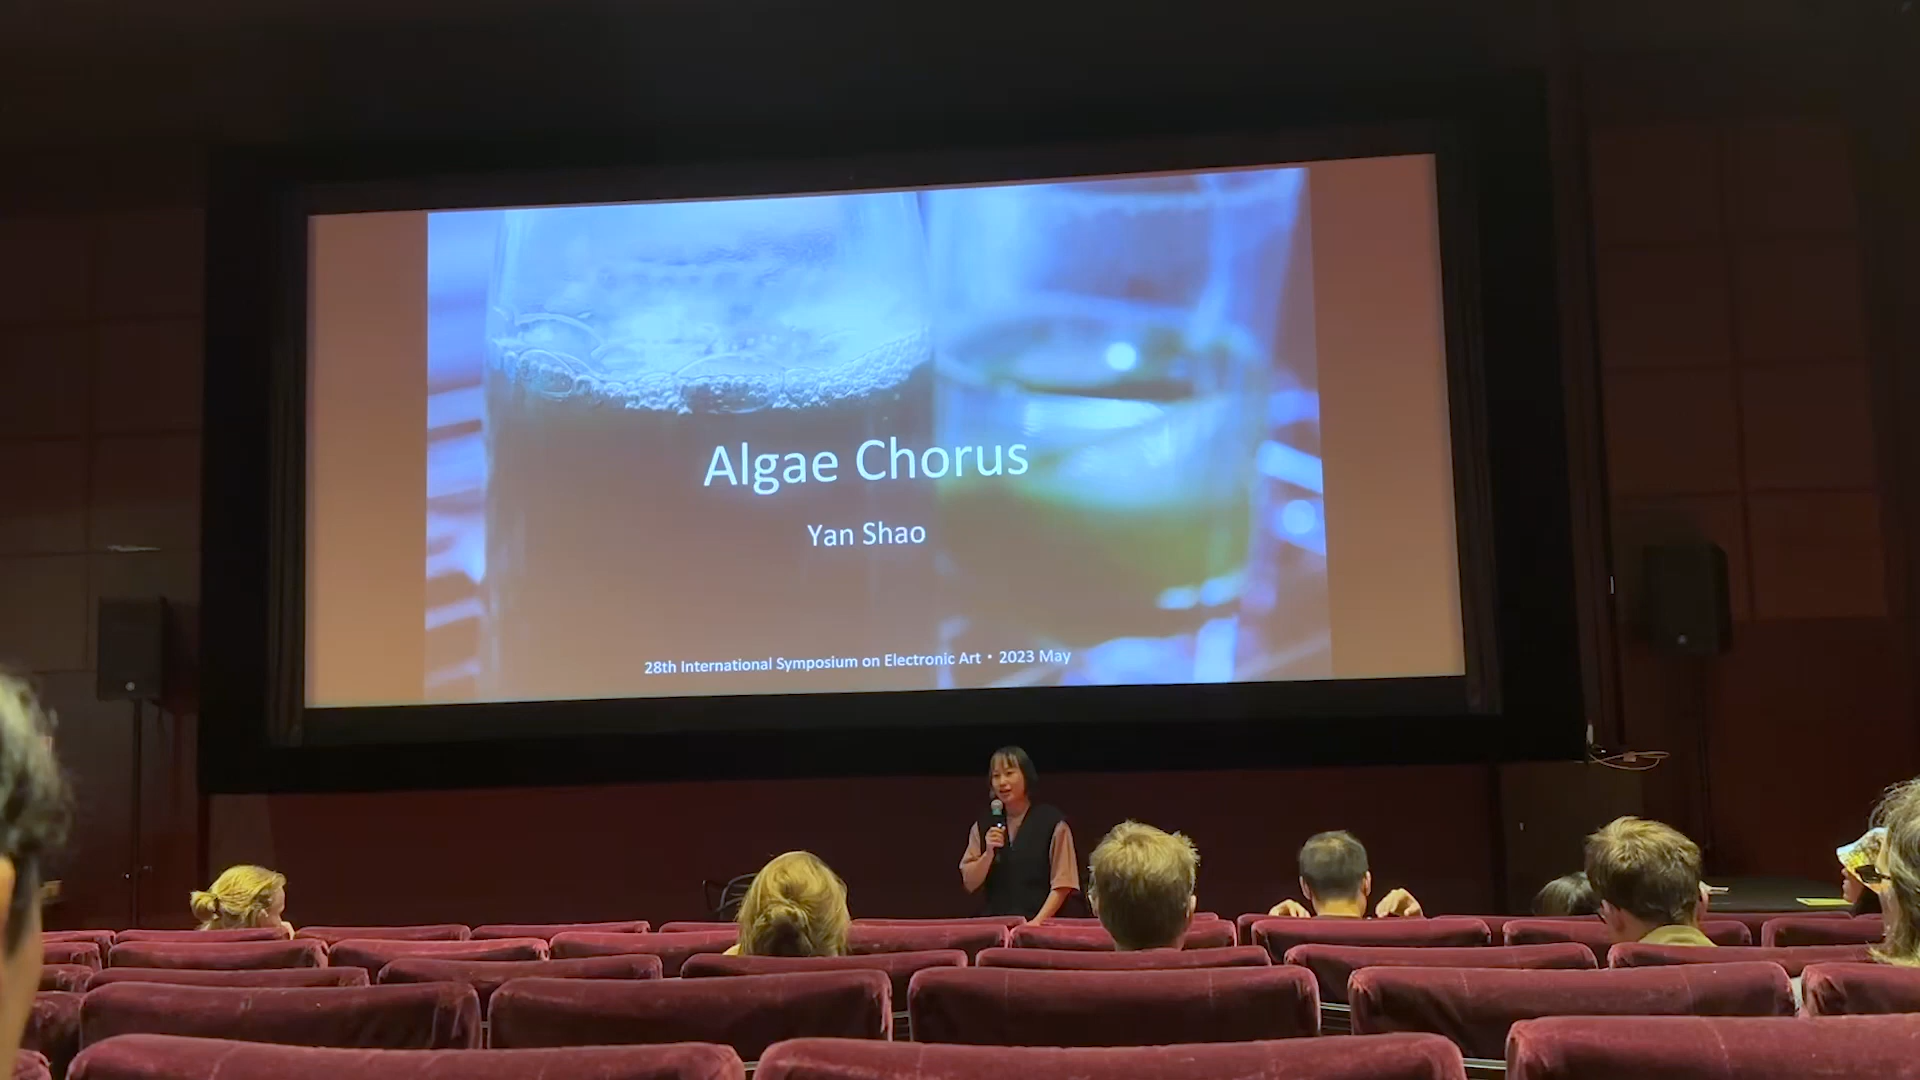 Algae Chorus
Yan Shao
28th International Symposium on Electronic Art • 2023 May